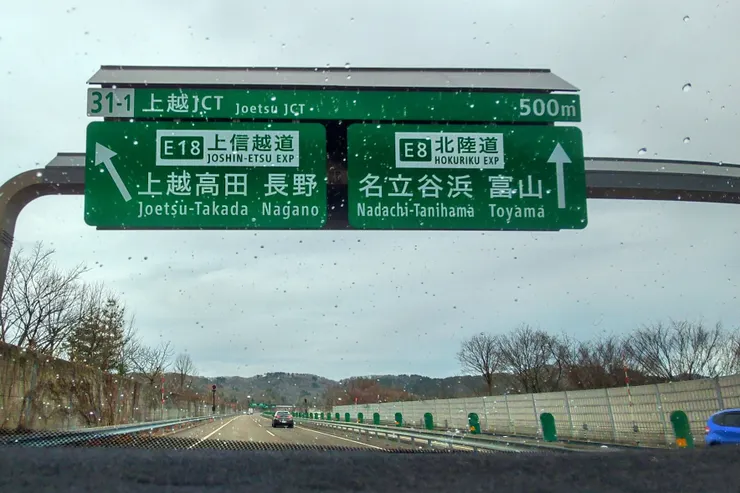 31-1 上越JCT Joetsu JCT 500m
E18 上信越道
JOSHIN-ETSU EXP
上越高田 長野
Joetsu-Takada Nagano
E8 北陸道
HOKURIKU EXP
名立谷浜 富山
Nadachi-Tanihama Toyama